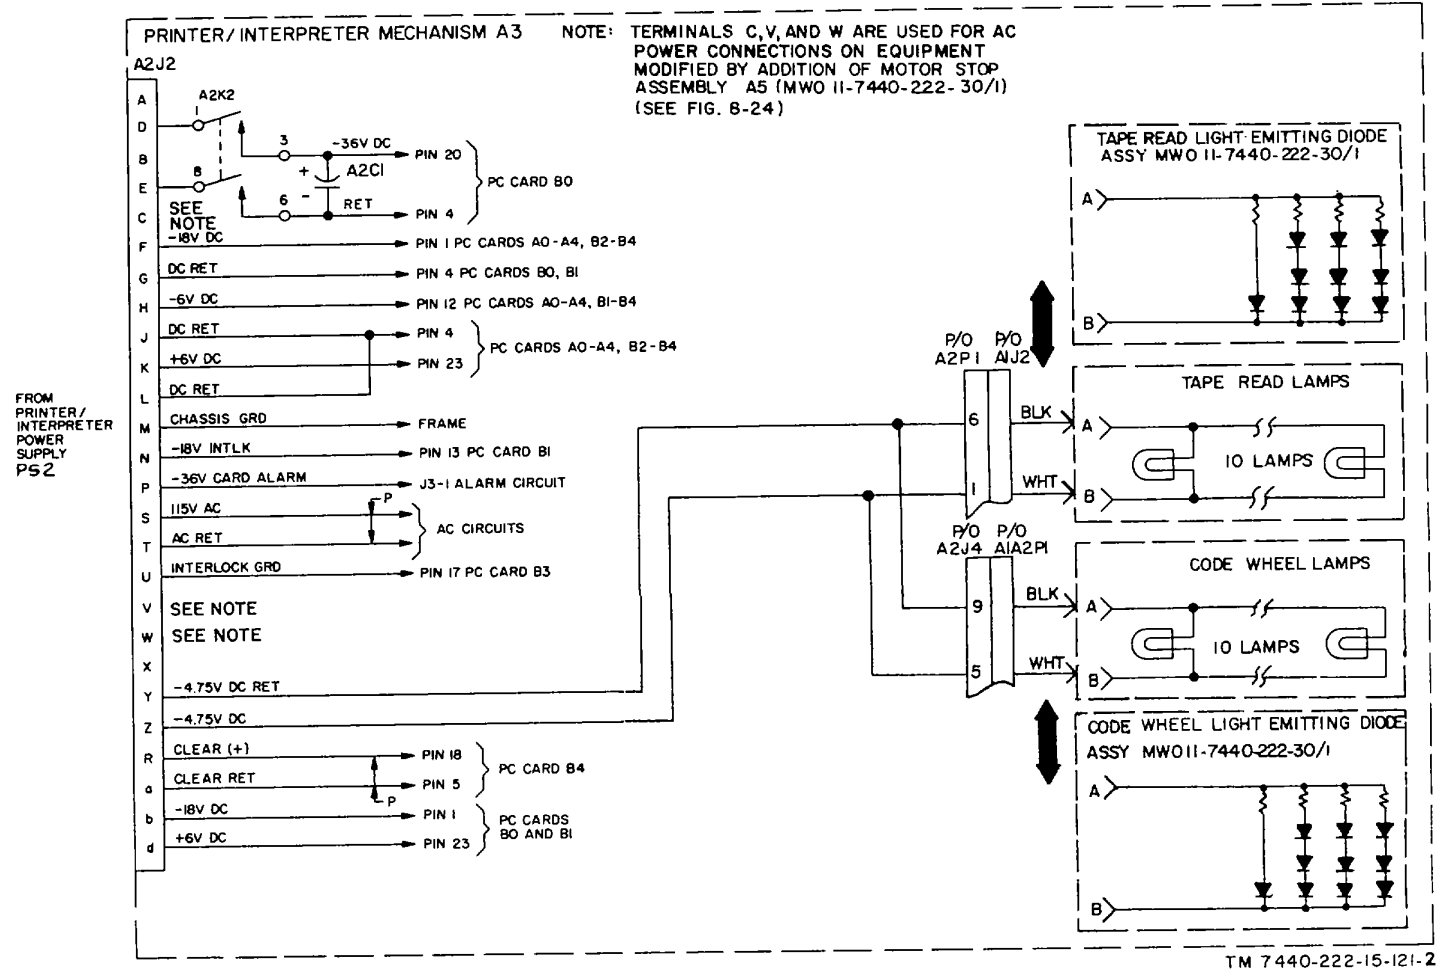 PRINTER/INTERPRETER MECHANISM A3
NOTE: TERMINALS C,V, AND W ARE USED FOR AC
POWER CONNECTIONS ON EQUIPMENT
MODIFIED BY ADDITION OF MOTOR STOP
ASSEMBLY A5 (MWO 11-7440-222-30/1)
(SEE FIG. 8-24)
A2J2
FROM
PRINTER/
INTERPRETER
POWER
SUPPLY
PS2
A
A2K2
1
D
3
-36V DC
PIN 20
B
+
A2C1
PC CARD B0
E
8
-
6
RET
PIN 4
C
SEE
NOTE
F
-18V DC
PIN 1 PC CARDS A0-A4, B2-B4
G
DC RET
PIN 4 PC CARDS B0, B1
H
-6V DC
PIN 12 PC CARDS A0-A4, B1-B4
J
DC RET
PIN 4
PC CARDS A0-A4, B2-B4
K
+6V DC
PIN 23
L
DC RET
M
CHASSIS GRD
FRAME
N
-18V INTLK
PIN 13 PC CARD B1
P
-36V CARD ALARM
J3-1 ALARM CIRCUIT
S
115V AC
P
AC CIRCUITS
T
AC RET
U
INTERLOCK GRD
PIN 17 PC CARD B3
V
SEE NOTE
W
SEE NOTE
X
Y
-4.75V DC RET
Z
-4.75V DC
R
CLEAR (+)
PIN 18
PC CARD B4
a
CLEAR RET
PIN 5
P
b
-18V DC
PIN 1
PC CARDS
B0 AND B1
d
+6V DC
PIN 23
TAPE READ LIGHT EMITTING DIODE
ASSY MWO 11-7440-222-30/1
A
B
P/O P/O
A2P1 A1J2
6
BLK
1
WHT
TAPE READ LAMPS
A
10 LAMPS
B
P/O P/O
A2J4 A1A2P1
9
BLK
5
WHT
CODE WHEEL LAMPS
A
10 LAMPS
B
CODE WHEEL LIGHT EMITTING DIODE
ASSY MWO 11-7440-222-30/1
A
B
TM 7440-222-15-121-2